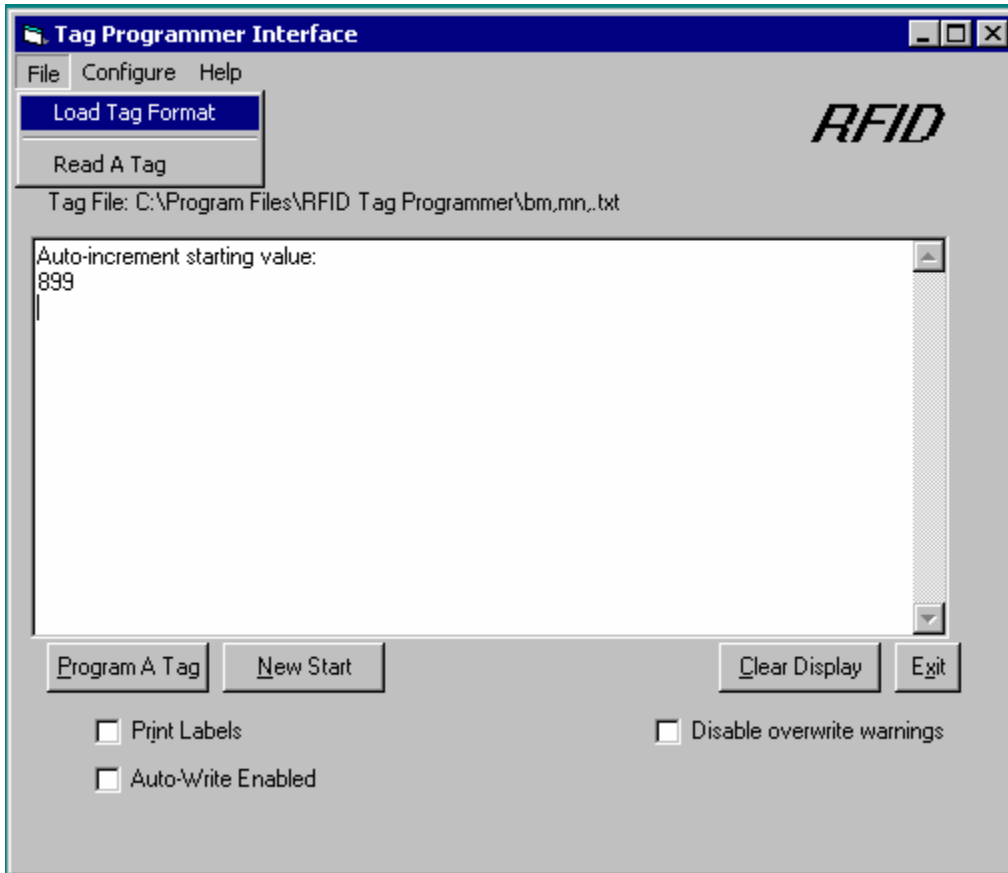 Tag Programmer Interface
File Configure Help
Load Tag Format
RFID
Read A Tag
Tag File: C:\Program Files\RFID Tag Programmer\bm,mn,.txt
Auto-increment starting value:
899
Program A Tag New Start Clear Display Exit
Print Labels Disable overwrite warnings
Auto-Write Enabled